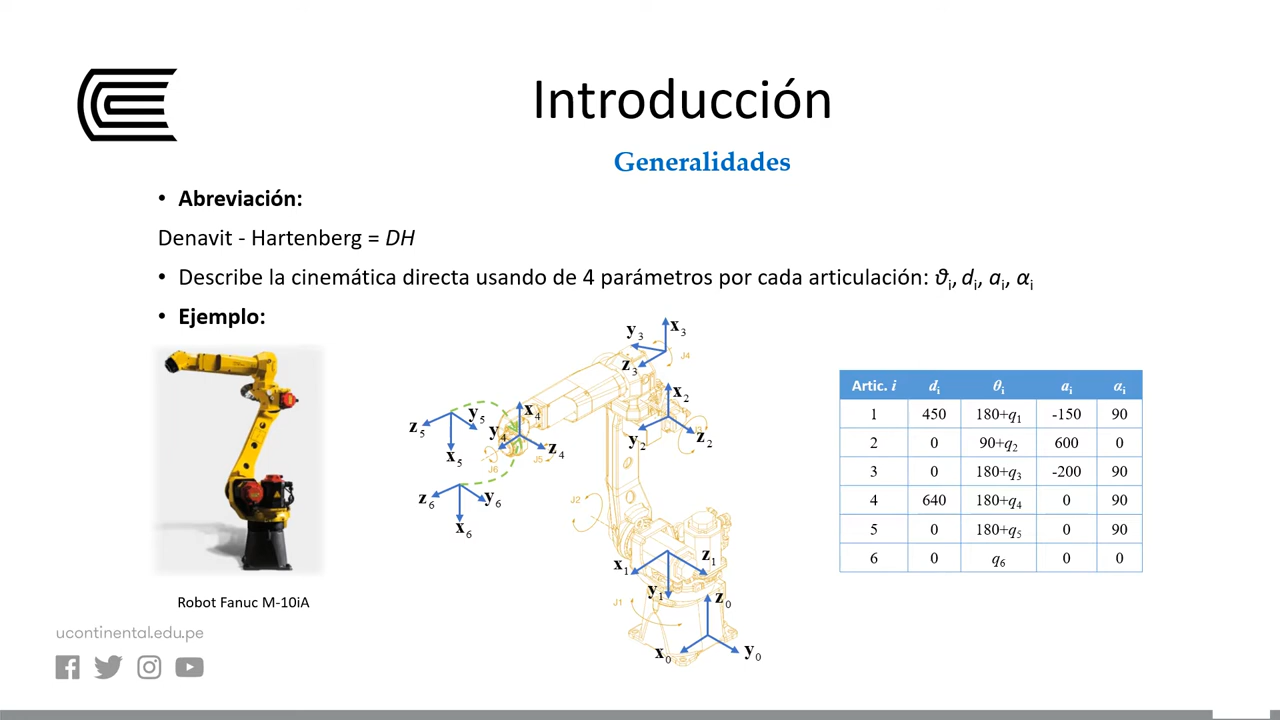 Introducción
Generalidades
• Abreviación:
Denavit - Hartenberg = DH
• Describe la cinemática directa usando de 4 parámetros por cada articulación: ϑi, di, ai, αi
• Ejemplo:
Robot Fanuc M-10iA
x3
y3
z3
J4
x2
y2
z2
x4
y4
z4
J5
J6
y5
z5
x5
z6
y6
x6
J2
x1
z1
y1
J1
z0
x0
y0
Artic. i di θi ai αi
1 450 180+q1 -150 90
2 0 90+q2 600 0
3 0 180+q3 -200 90
4 640 180+q4 0 90
5 0 180+q5 0 90
6 0 q6 0 0
ucontinental.edu.pe